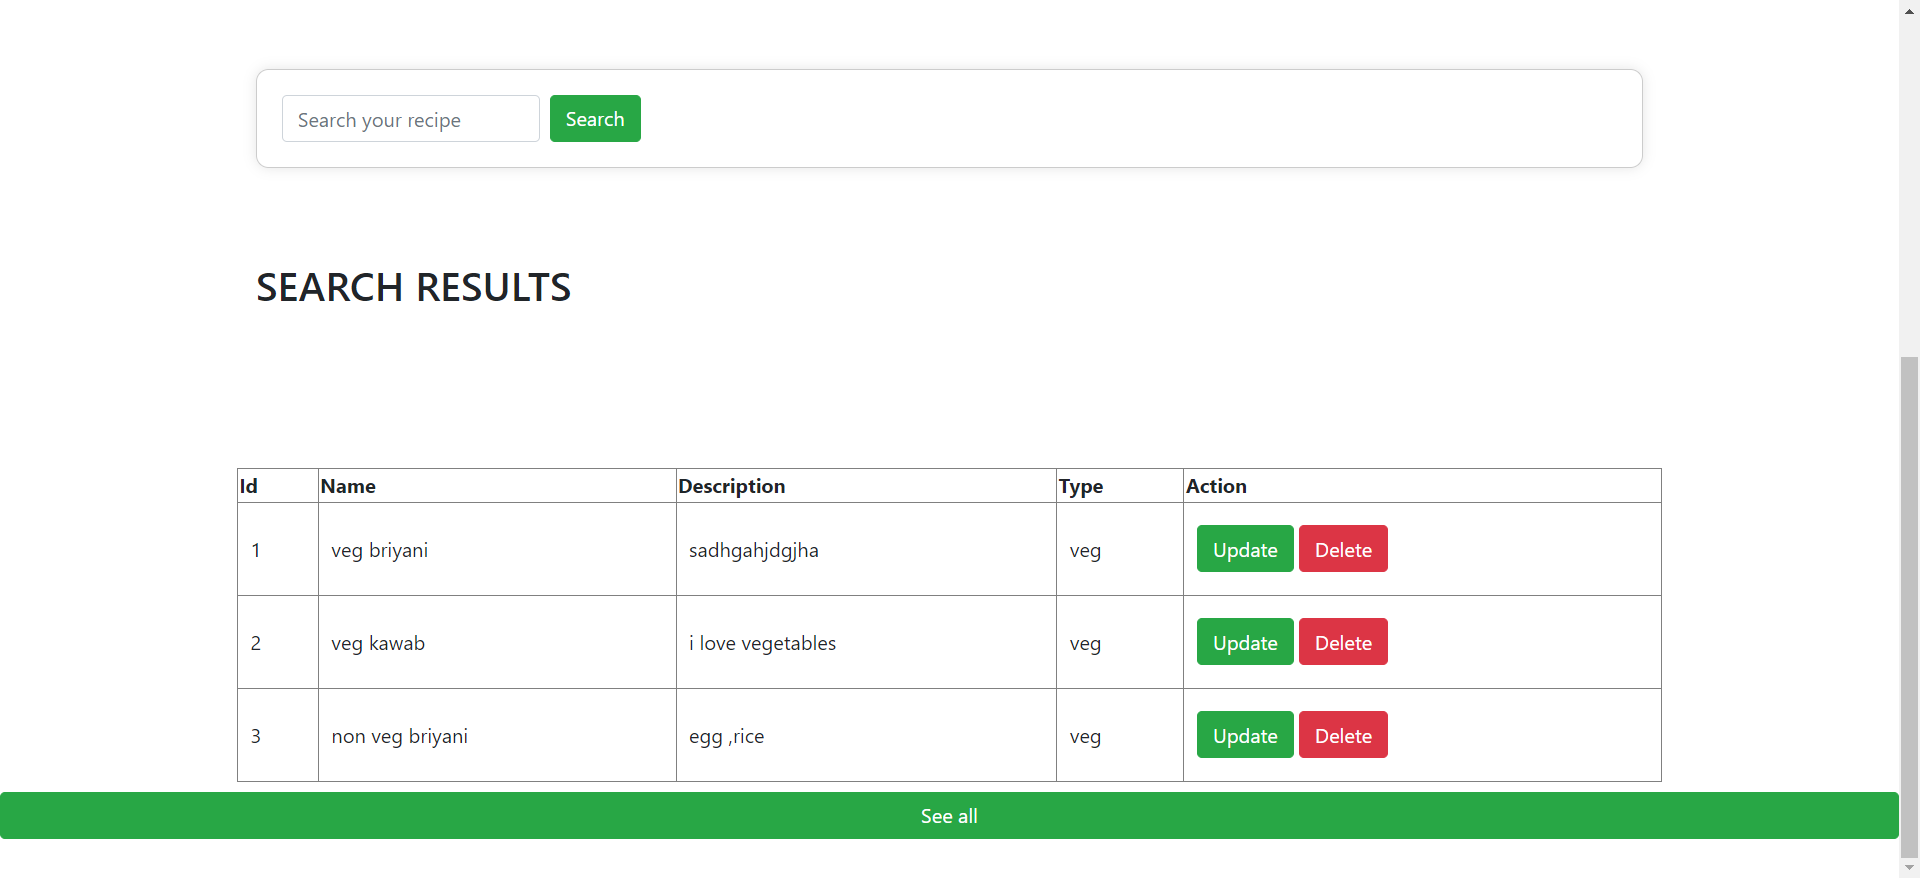 Search your recipe Search
SEARCH RESULTS
Id Name Description Type Action
1 veg briyani sadhgahjdgjha veg Update Delete
2 veg kawab i love vegetables veg Update Delete
3 non veg briyani egg ,rice veg Update Delete
See all